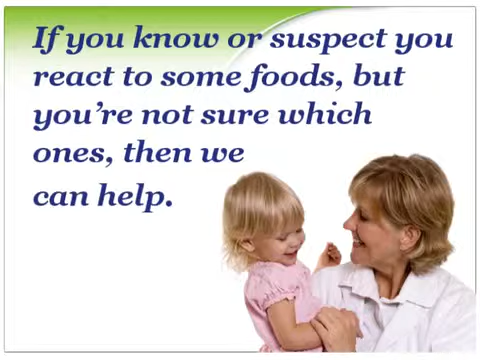 If you know or suspect you
react to some foods, but
you're not sure which
ones, then we
can help.